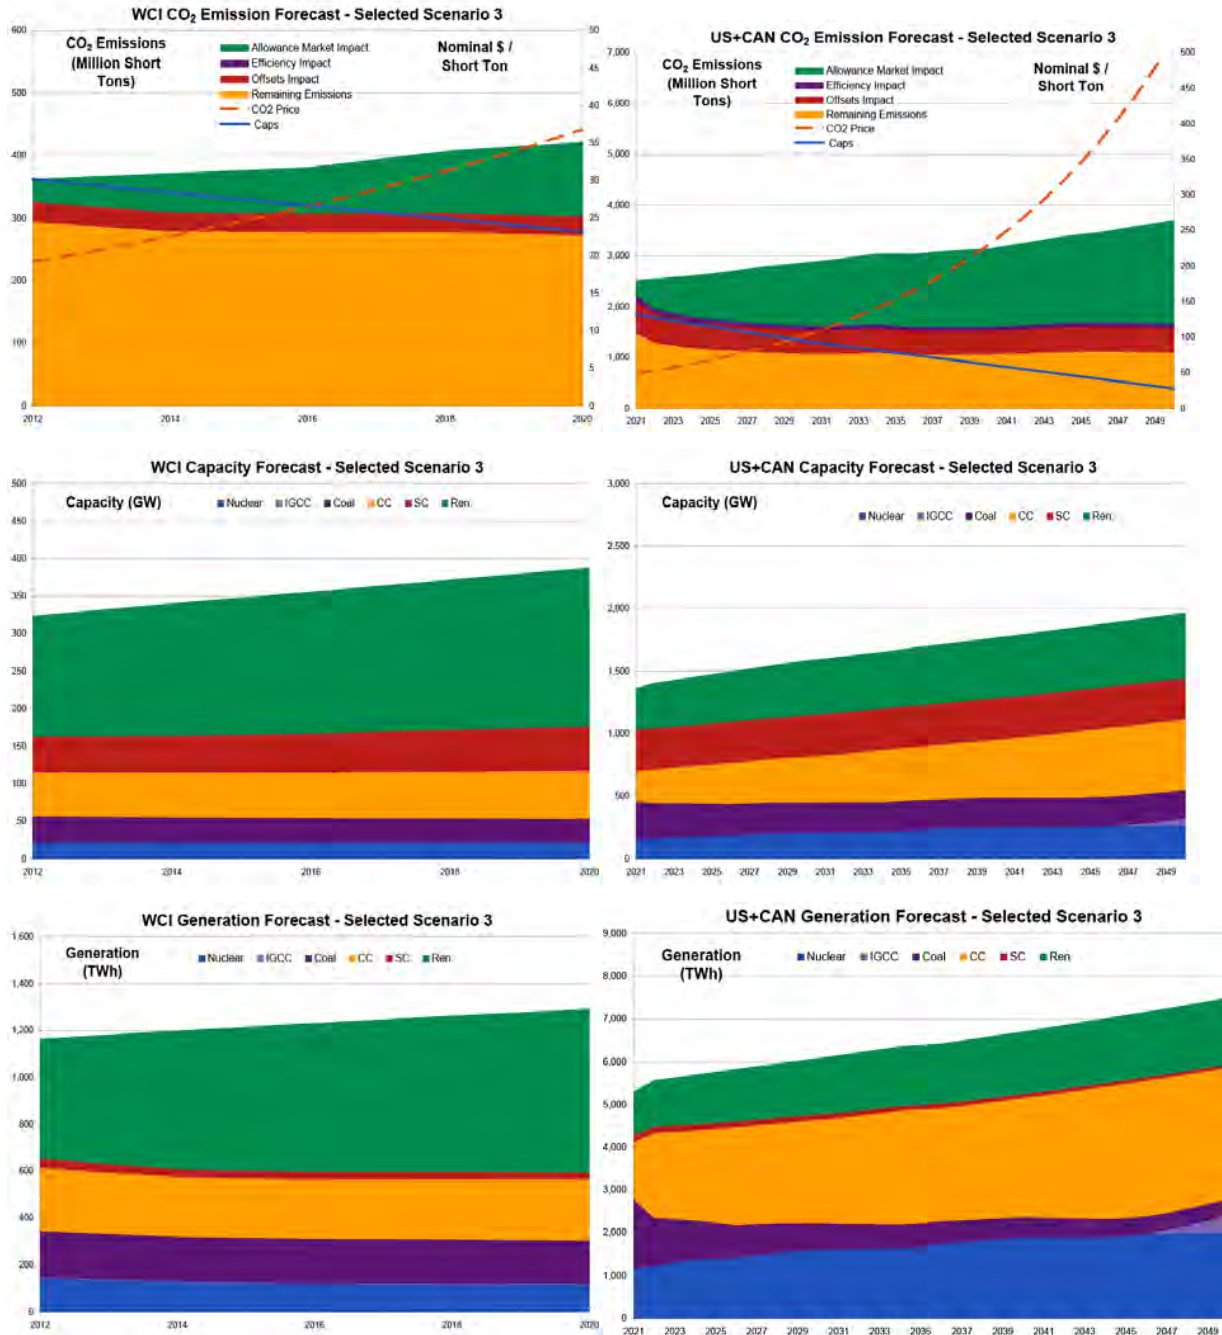 WCI CO₂ Emission Forecast - Selected Scenario 3
CO₂ Emissions
(Million Short
Tons)
Allowance Market Impact
Efficiency Impact
Offsets Impact
Remaining Emissions
CO2 Price
Caps
Nominal $ /
Short Ton
600
500
400
300
200
100
0
50
45
40
35
30
25
20
15
10
5
0
2012 2014 2016 2018 2020
US+CAN CO₂ Emission Forecast - Selected Scenario 3
CO₂ Emissions
(Million Short
Tons)
Allowance Market Impact
Efficiency Impact
Offsets Impact
Remaining Emissions
CO2 Price
Caps
Nominal $ /
Short Ton
7,000
6,000
5,000
4,000
3,000
2,000
1,000
0
500
450
400
350
300
250
200
150
100
50
0
2021 2023 2025 2027 2029 2031 2033 2035 2037 2039 2041 2043 2045 2047 2049
WCI Capacity Forecast - Selected Scenario 3
Capacity (GW)
Nuclear IGCC Coal CC SC Ren.
500
450
400
350
300
250
200
150
100
50
0
2012 2014 2016 2018 2020
US+CAN Capacity Forecast - Selected Scenario 3
Capacity (GW)
Nuclear IGCC Coal CC SC Ren.
3,000
2,500
2,000
1,500
1,000
500
0
2021 2023 2025 2027 2029 2031 2033 2035 2037 2039 2041 2043 2045 2047 2049
WCI Generation Forecast - Selected Scenario 3
Generation
(TWh)
Nuclear IGCC Coal CC SC Ren
1,600
1,400
1,200
1,000
800
600
400
200
0
2012 2014 2016 2018 2020
US+CAN Generation Forecast - Selected Scenario 3
Generation
(TWh)
Nuclear IGCC Coal CC SC Ren
9,000
8,000
7,000
6,000
5,000
4,000
3,000
2,000
1,000
0
2021 2023 2025 2027 2029 2031 2033 2035 2037 2039 2041 2043 2045 2047 2049